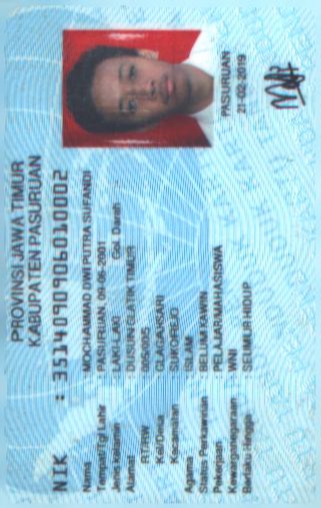 PROVINSI JAWA TIMUR
KABUPATEN PASURUAN
NIK : 3514090906010002
Nama : MOCHAMMAD DWI PUTRA SUFANDI
Tempat/Tgl Lahir : PASURUAN, 09-06-2001
Jenis kelamin : LAKI-LAKI Gol. Darah : -
Alamat : DUSUN GLATIK TIMUR
RT/RW : 005/005
Kel/Desa : GLAGAHSARI
Kecamatan : SUKOREJO
Agama : ISLAM
Status Perkawinan : BELUM KAWIN
Pekerjaan : PELAJAR/MAHASISWA
Kewarganegaraan : WNI
Berlaku Hingga : SEUMUR HIDUP
PASURUAN
21-02-2019